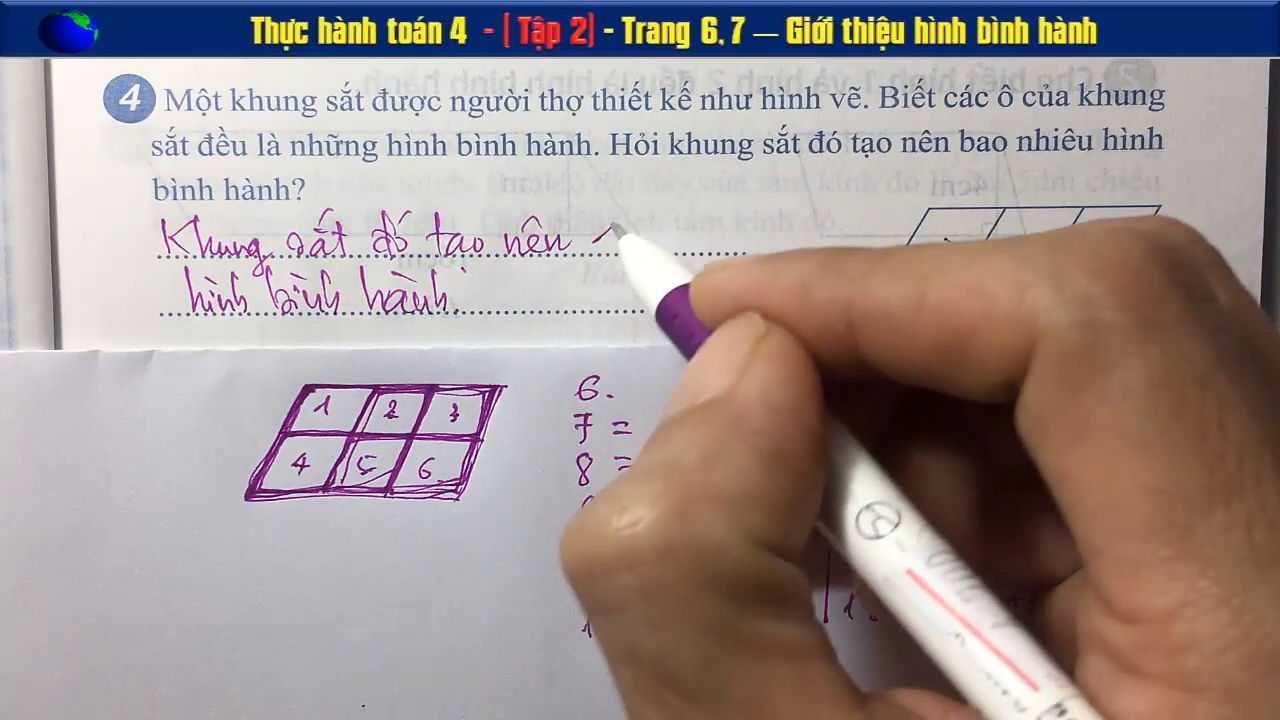 Thực hành toán 4 - [ Tập 2] - Trang 6, 7 — Giới thiệu hình bình hành
4 Một khung sắt được người thợ thiết kế như hình vẽ. Biết các ô của khung
sắt đều là những hình bình hành. Hỏi khung sắt đó tạo nên bao nhiêu hình
bình hành?
Khung sắt đó tạo nên
hình bình hành.
1 2 3
4 5 6
6.
7 =
8 =